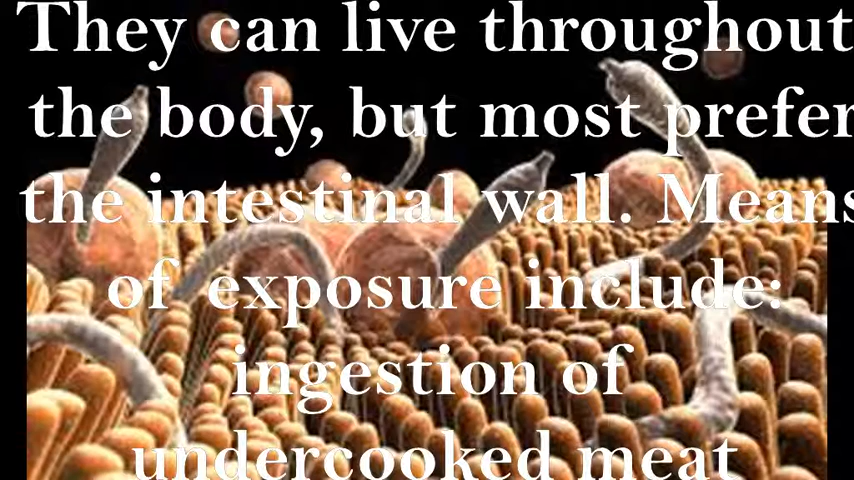 They can live throughout
the body, but most prefer
the intestinal wall. Means
of exposure include:
ingestion of
undercooked meat